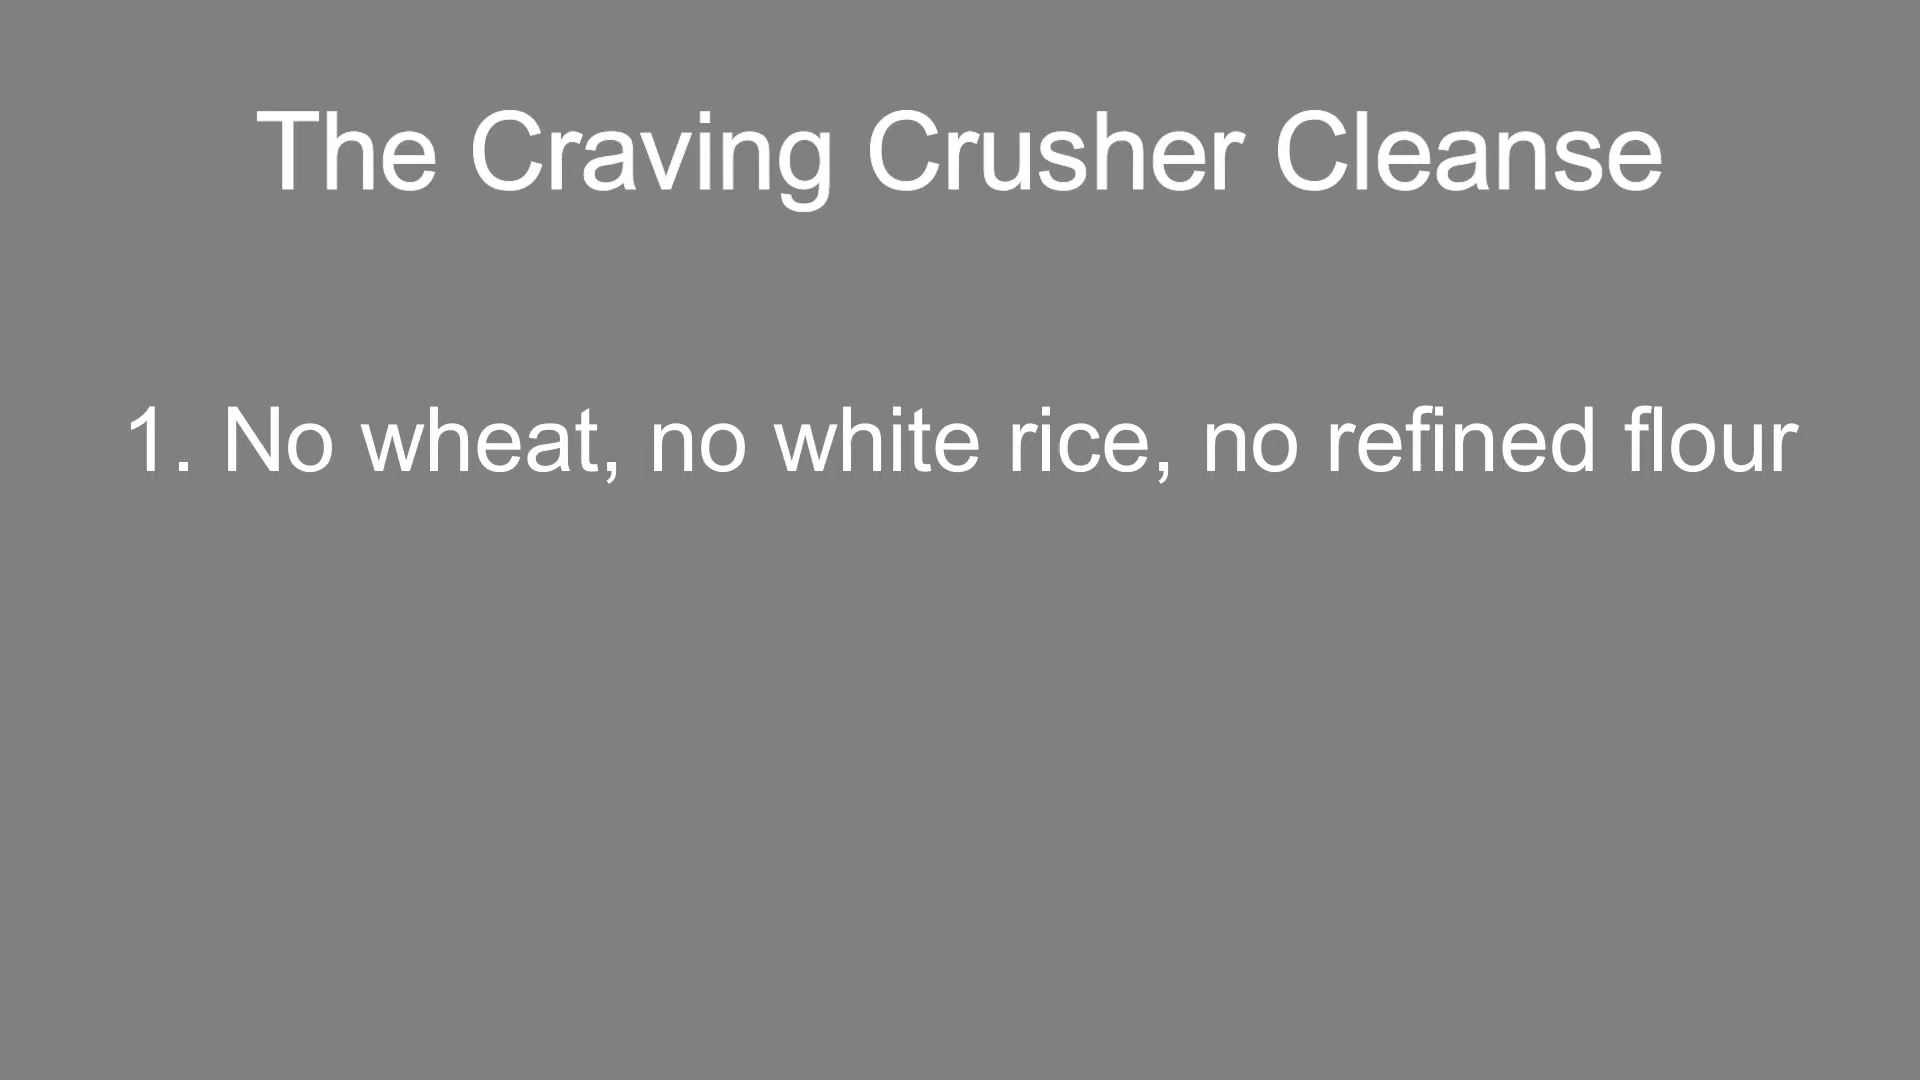 The Craving Crusher Cleanse
1. No wheat, no white rice, no refined flour